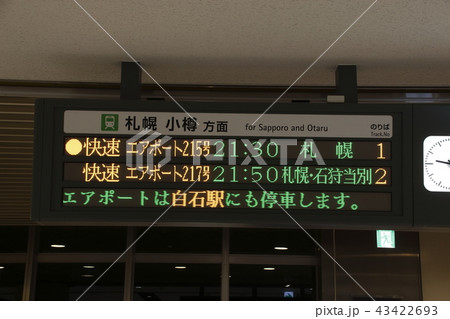 札幌 小樽 方面 for Sapporo and Otaru のりば Track No.
快速 エアポート215号 21:30 札幌 1
快速 エアポート217号 21:50 札幌・石狩当別 2
エアポートは白石駅にも停車します。
pixta.jp - 43422693